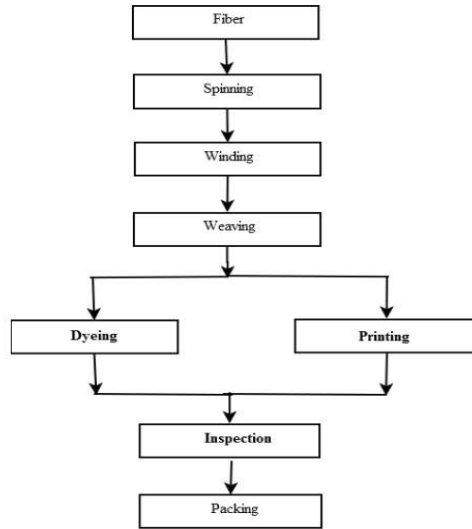 Fiber
Spinning
Winding
Weaving
Dyeing
Printing
Inspection
Packing